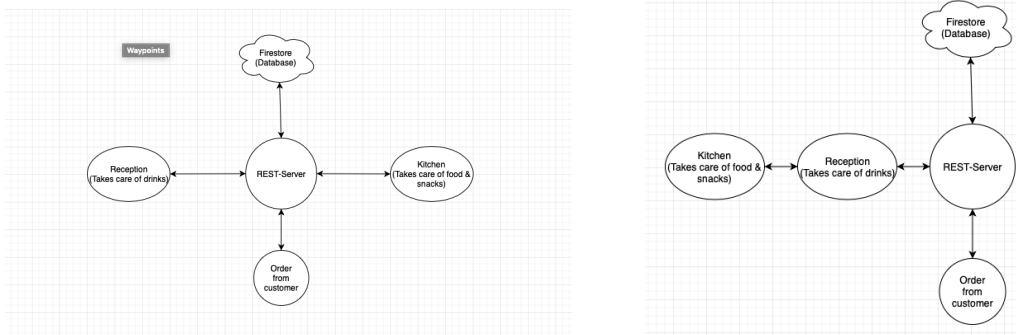 Waypoints
Firestore
(Database)
Reception
(Takes care of drinks)
REST-Server
Kitchen
(Takes care of food &
snacks)
Order
from
customer
Firestore
(Database)
Kitchen
(Takes care of food &
snacks)
Reception
(Takes care of drinks)
REST-Server
Order
from
customer